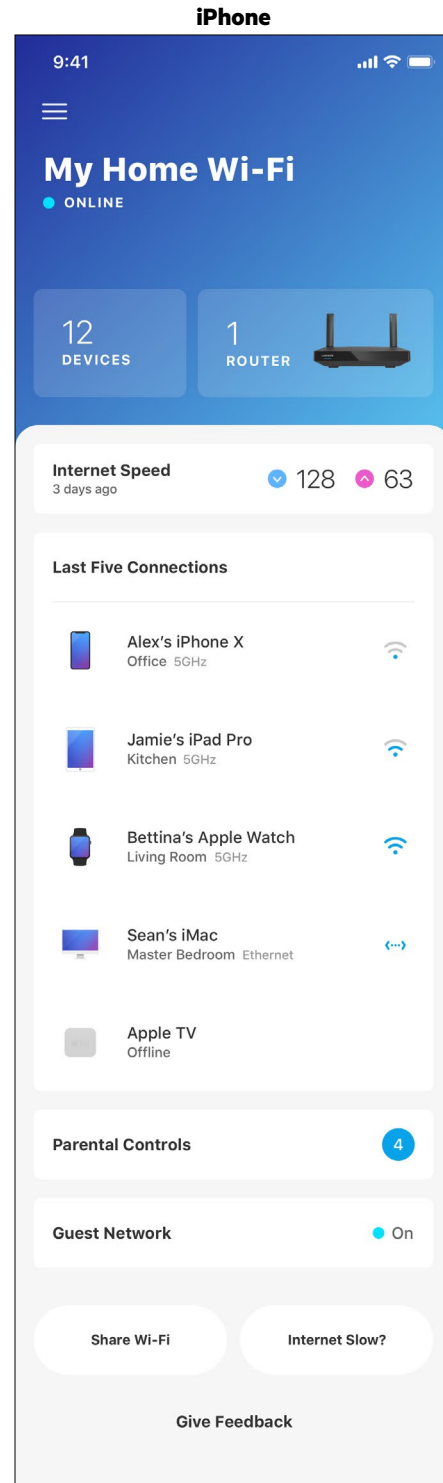 iPhone
9:41
My Home Wi-Fi
ONLINE
12
DEVICES
1
ROUTER
Internet Speed
3 days ago
128
63
Last Five Connections
Alex’s iPhone X
Office 5GHz
Jamie’s iPad Pro
Kitchen 5GHz
Bettina’s Apple Watch
Living Room 5GHz
Sean’s iMac
Master Bedroom Ethernet
Apple TV
Offline
Parental Controls
4
Guest Network
On
Share Wi-Fi
Internet Slow?
Give Feedback